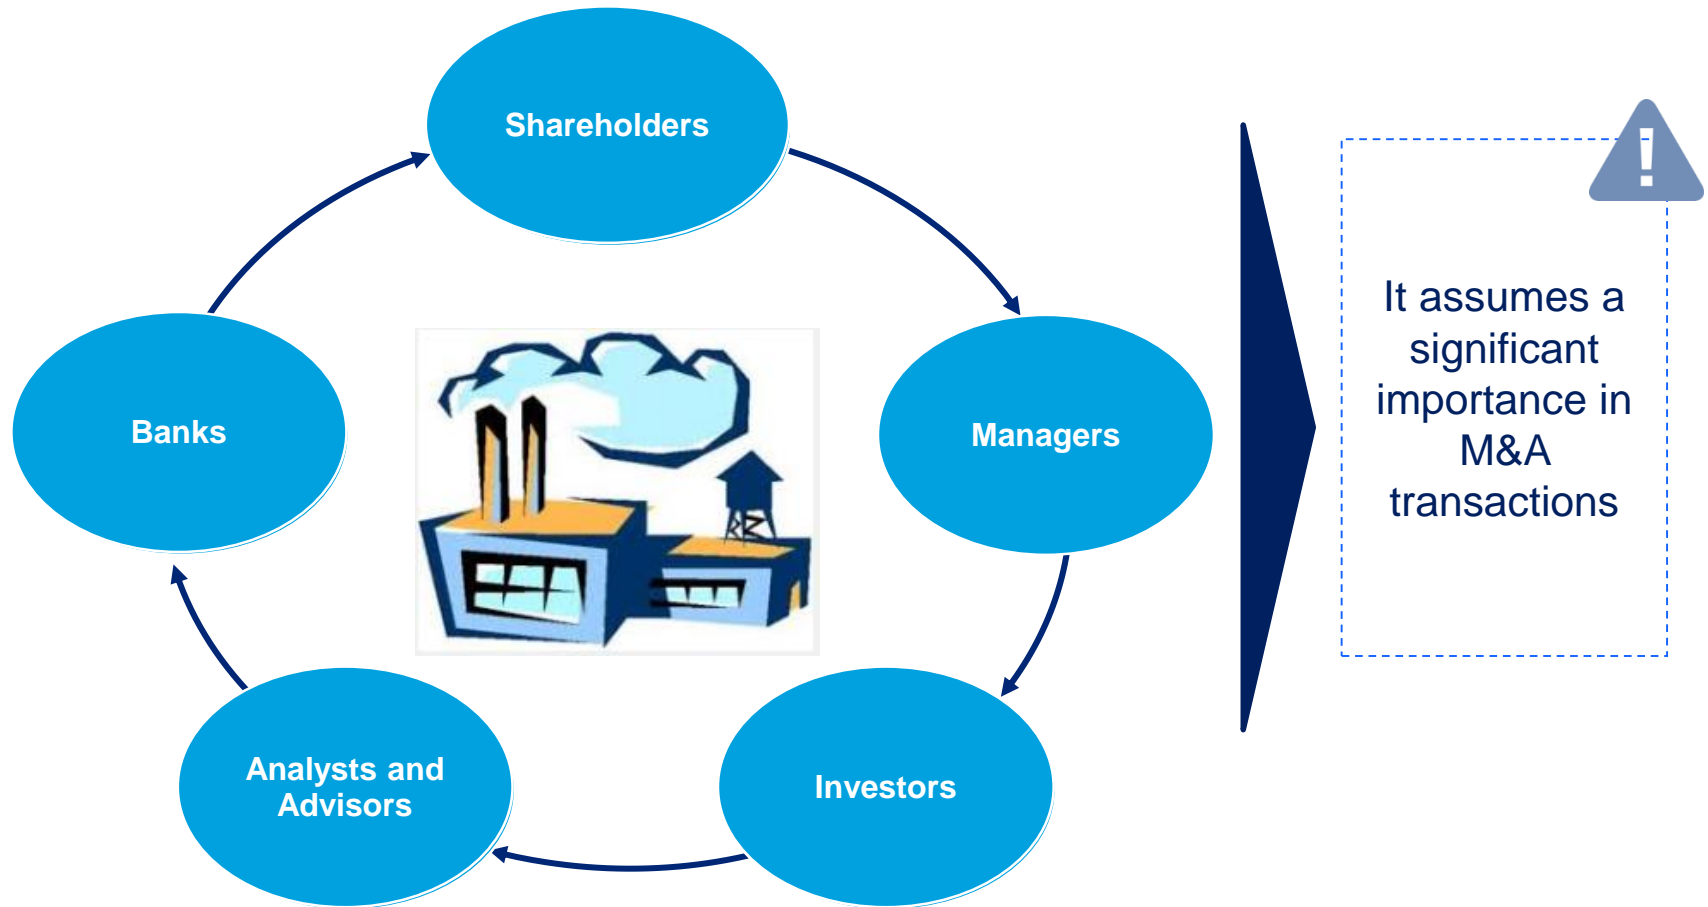 Shareholders
Managers
Investors
Analysts and
Advisors
Banks
!
It assumes a
significant
importance in
M&A
transactions